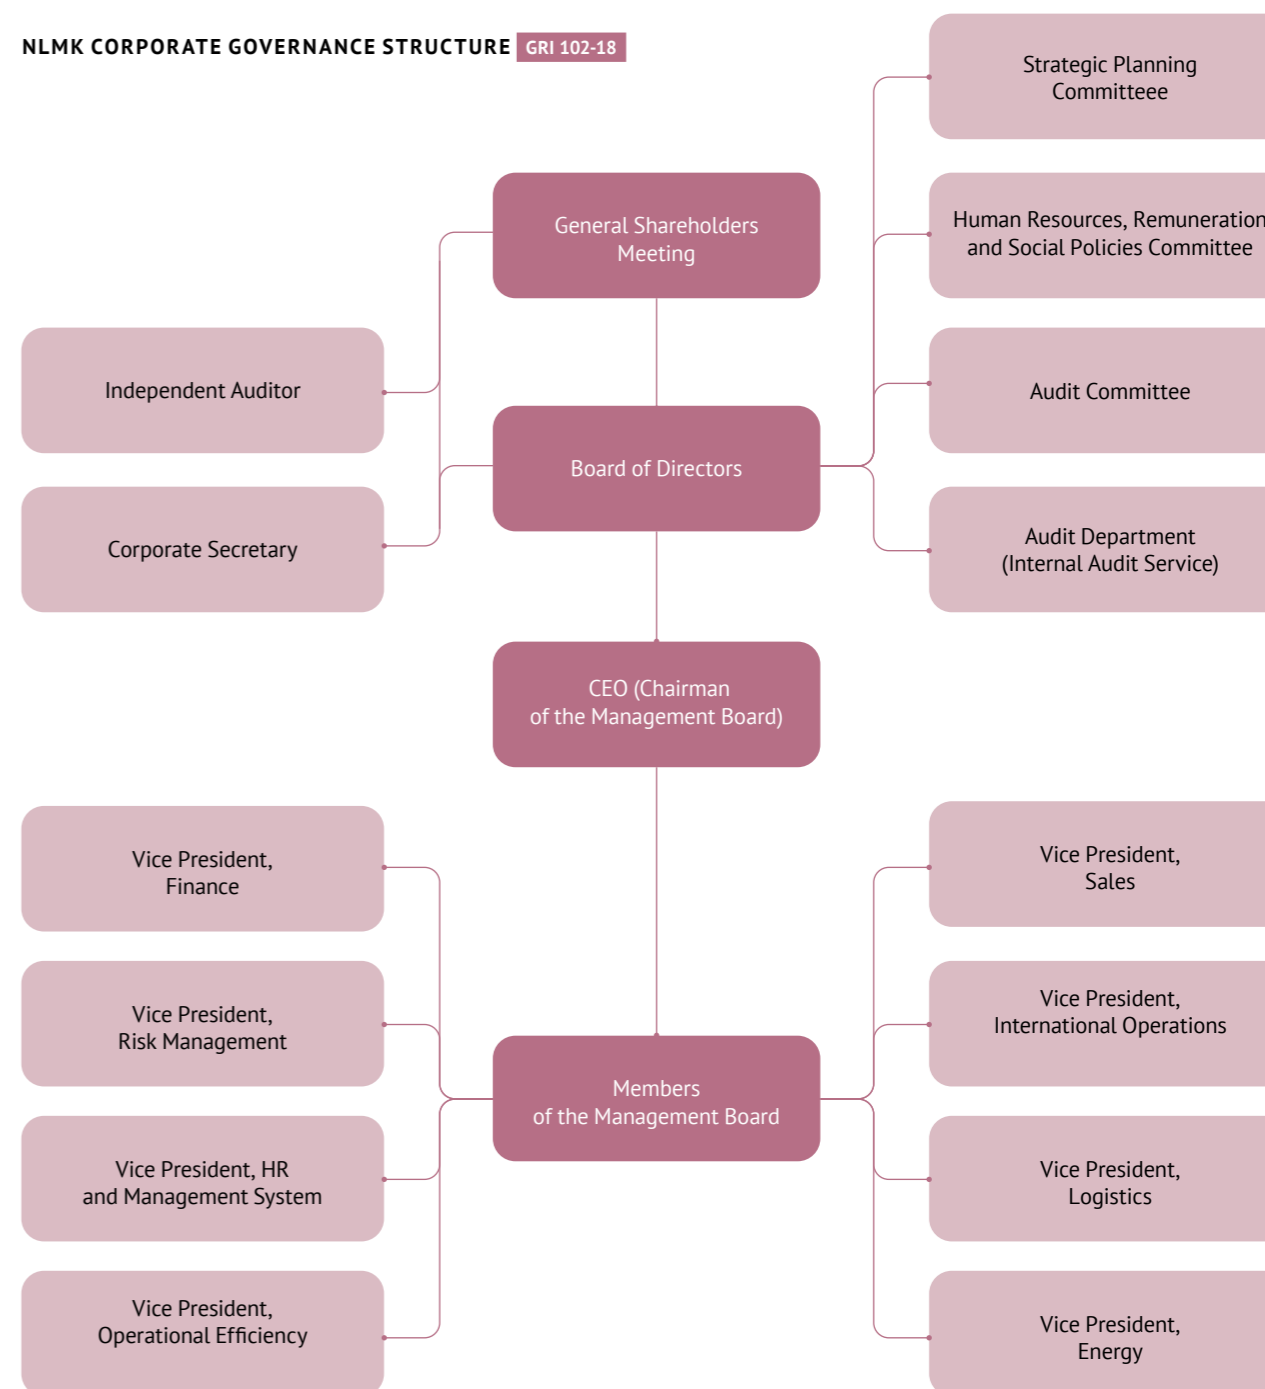 NLMK CORPORATE GOVERNANCE STRUCTURE GRI 102-18
Strategic Planning
Committeee
General Shareholders
Meeting
Human Resources, Remuneration
and Social Policies Committee
Independent Auditor
Audit Committee
Board of Directors
Corporate Secretary
Audit Department
(Internal Audit Service)
CEO (Chairman
of the Management Board)
Vice President,
Finance
Vice President,
Sales
Vice President,
Risk Management
Vice President,
International Operations
Members
of the Management Board
Vice President, HR
and Management System
Vice President,
Logistics
Vice President,
Operational Efficiency
Vice President,
Energy